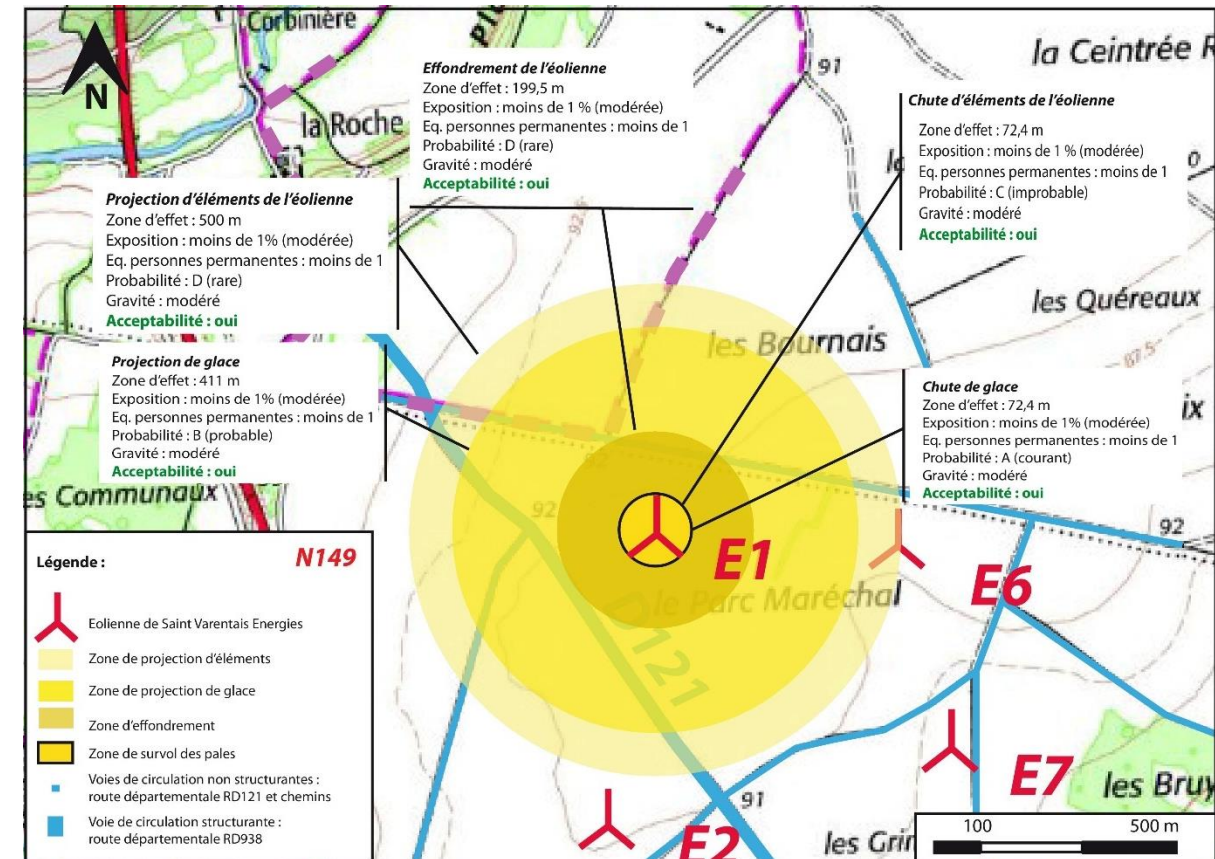 Corbinière
la Roche
N
91
la Ceintrée R
Effondrement de l'éolienne
Zone d'effet : 199,5 m
Exposition : moins de 1 % (modérée)
Eq. personnes permanentes : moins de 1
Probabilité : D (rare)
Gravité : modéré
Acceptabilité : oui
Chute d'éléments de l'éolienne
Zone d'effet : 72,4 m
Exposition : moins de 1 % (modérée)
Eq. personnes permanentes : moins de 1
Probabilité : C (improbable)
Gravité : modéré
Acceptabilité : oui
Projection d'éléments de l'éolienne
Zone d'effet : 500 m
Exposition : moins de 1% (modérée)
Eq. personnes permanentes : moins de 1
Probabilité : D (rare)
Gravité : modéré
Acceptabilité : oui
92.5
les Quéreaux
les Bournais
87.5
Projection de glace
Zone d'effet : 411 m
Exposition : moins de 1% (modérée)
Eq. personnes permanentes : moins de 1
Probabilité : B (probable)
Gravité : modéré
Acceptabilité : oui
Chute de glace
Zone d'effet : 72,4 m
Exposition : moins de 1% (modérée)
Eq. personnes permanentes : moins de 1
Probabilité : A (courant)
Gravité : modéré
Acceptabilité : oui
ix
es Communaux
92
92
92
E1
le Parc Maréchal
E6
D121
E7
les Bruy
91
E2
les Grin
Légende :
N149
Eolienne de Saint Varentais Energies
Zone de projection d'éléments
Zone de projection de glace
Zone d'effondrement
Zone de survol des pales
Voies de circulation non structurantes :
route départementale RD121 et chemins
Voie de circulation structurante :
route départementale RD938
100
500 m